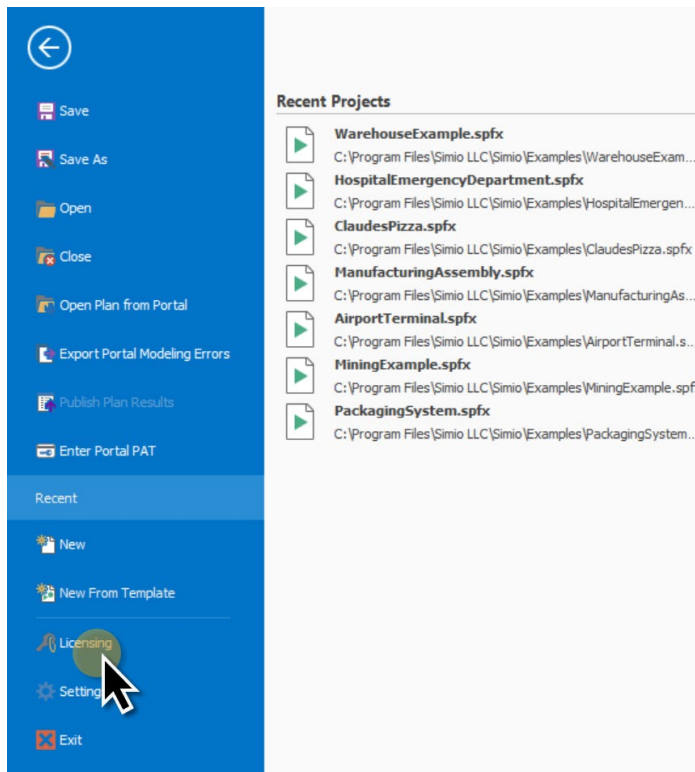 Save
Save As
Open
Close
Open Plan from Portal
Export Portal Modeling Errors
Publish Plan Results
Enter Portal PAT
Recent
New
New From Template
Licensing
Setting
Exit
Recent Projects
WarehouseExample.spfx
C:\Program Files\Simio LLC\Simio\Examples\WarehouseExam...
HospitalEmergencyDepartment.spfx
C:\Program Files\Simio LLC\Simio\Examples\HospitalEmergen...
ClaudesPizza.spfx
C:\Program Files\Simio LLC\Simio\Examples\ClaudesPizza.spfx
ManufacturingAssembly.spfx
C:\Program Files\Simio LLC\Simio\Examples\ManufacturingAs...
AirportTerminal.spfx
C:\Program Files\Simio LLC\Simio\Examples\AirportTerminal.s...
MiningExample.spfx
C:\Program Files\Simio LLC\Simio\Examples\MiningExample.spf
PackagingSystem.spfx
C:\Program Files\Simio LLC\Simio\Examples\PackagingSystem...